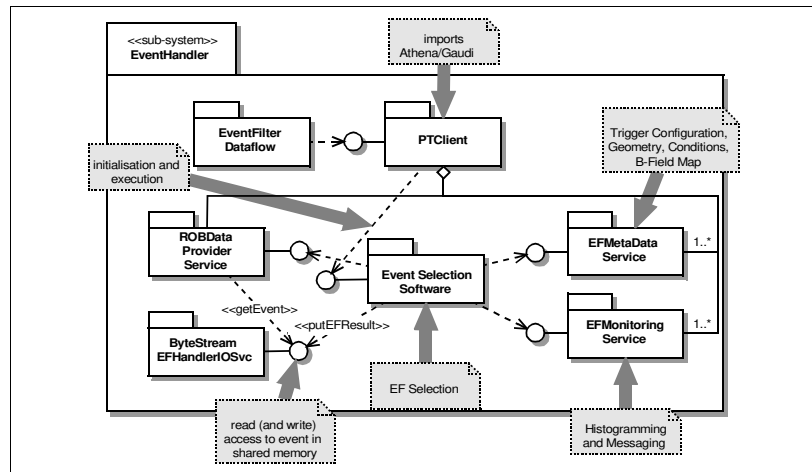 <<sub-system>>
EventHandler
imports
Athena/Gaudi
EventFilter
Dataflow
PTClient
Trigger Configuration,
Geometry, Conditions,
B-Field Map
initialisation and
execution
ROBData
Provider
Service
Event Selection
Software
EFMetaData
Service
1..*
<<getEvent>>
<<putEFResult>>
ByteStream
EFHandlerIOSvc
EFMonitoring
Service
1..*
EF Selection
read (and write)
access to event in
shared memory
Histogramming
and Messaging